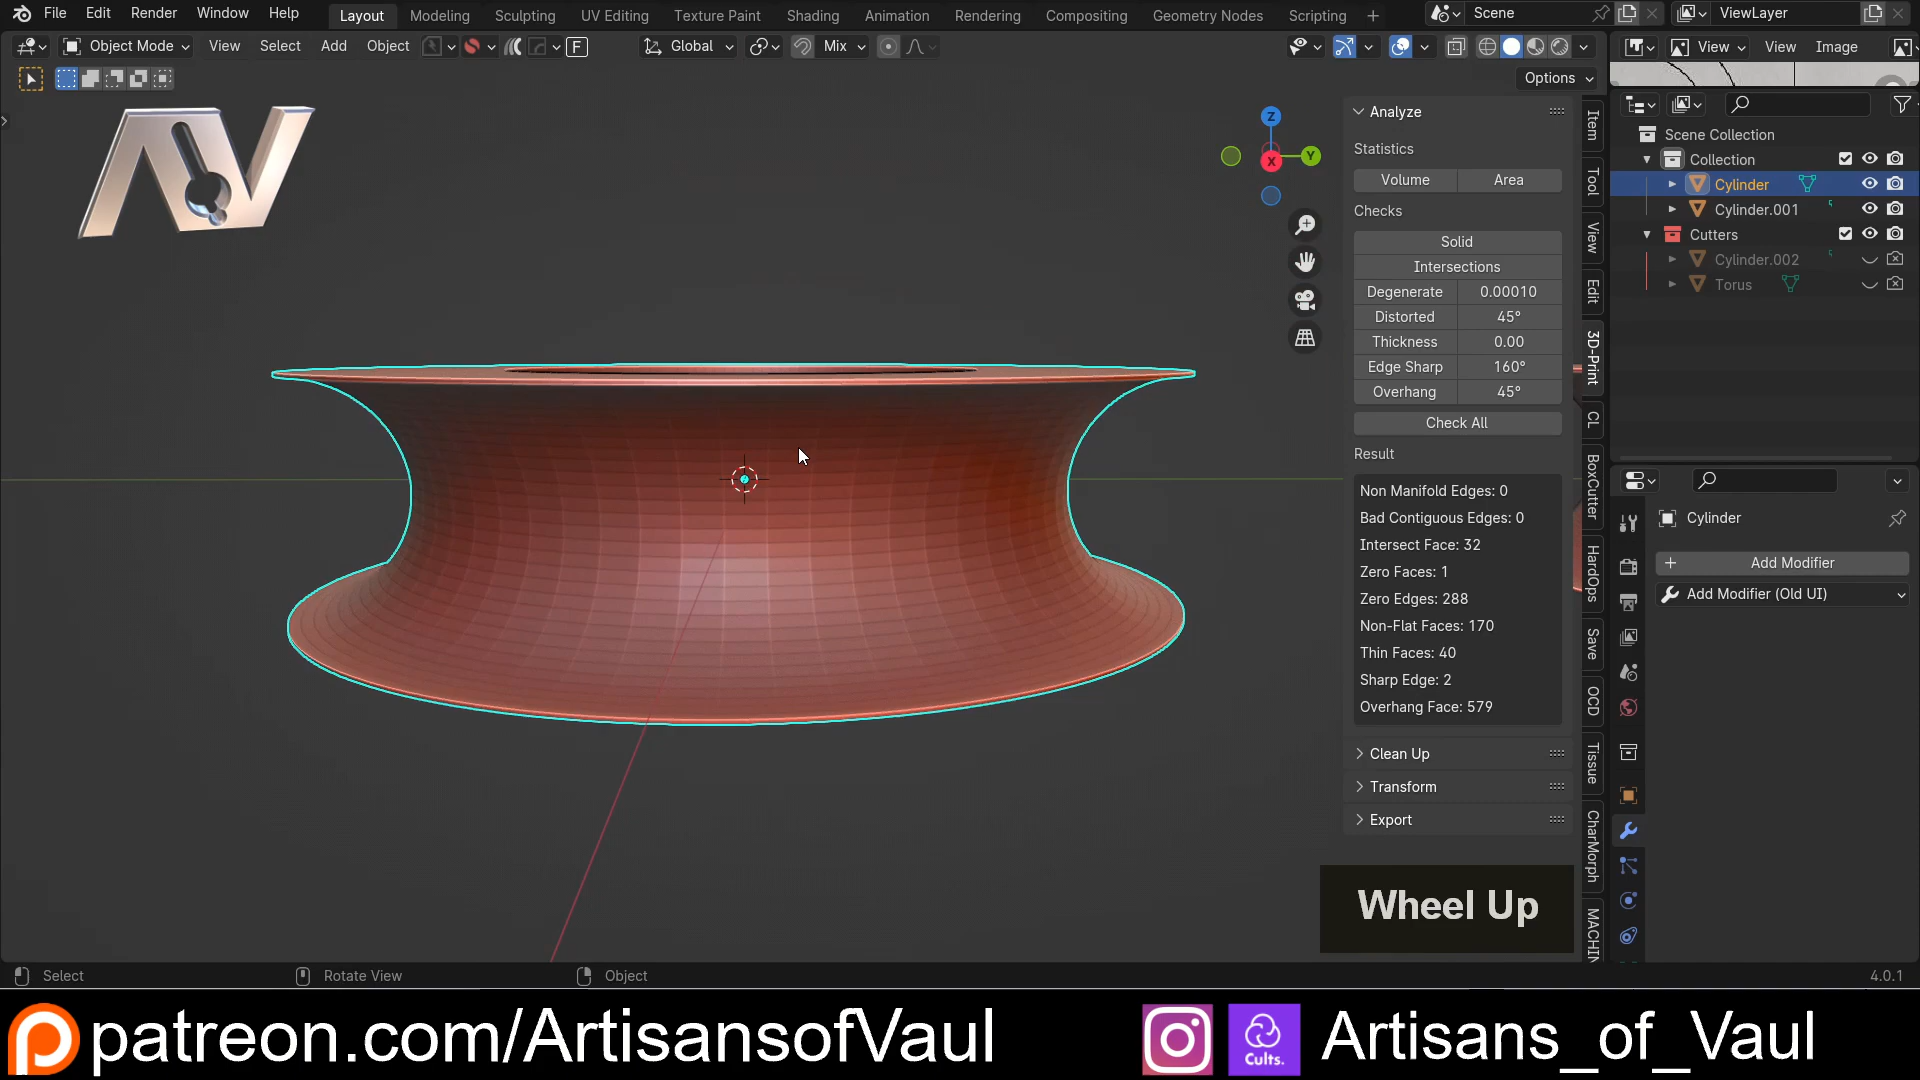 File Edit Render Window Help Layout Modeling Sculpting UV Editing Texture Paint Shading Animation Rendering Compositing Geometry Nodes Scripting + Scene ViewLayer
Object Mode View Select Add Object F Global Mix View View Image
Options
AV
Z
Y
X
Analyze
Statistics
Volume Area
Checks
Solid
Intersections
Degenerate 0.00010
Distorted 45°
Thickness 0.00
Edge Sharp 160°
Overhang 45°
Check All
Result
Non Manifold Edges: 0
Bad Contiguous Edges: 0
Intersect Face: 32
Zero Faces: 1
Zero Edges: 288
Non-Flat Faces: 170
Thin Faces: 40
Sharp Edge: 2
Overhang Face: 579
Clean Up
Transform
Export
Item
Tool
View
Edit
3D-Print
CL
BoxCutter
HardOps
Save
OCD
Tissue
CharMorph
MACHIN
Scene Collection
Collection
Cylinder
Cylinder.001
Cutters
Cylinder.002
Torus
Cylinder
+ Add Modifier
Add Modifier (Old UI)
Wheel Up
Select Rotate View Object 4.0.1
patreon.com/ArtisansofVaul Cults. Artisans_of_Vaul